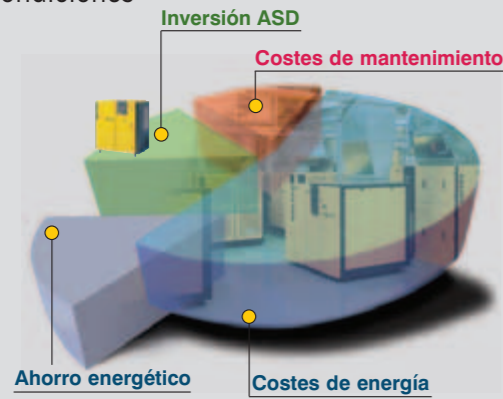 Inversión ASD
Costes de mantenimiento
Ahorro energético
Costes de energía